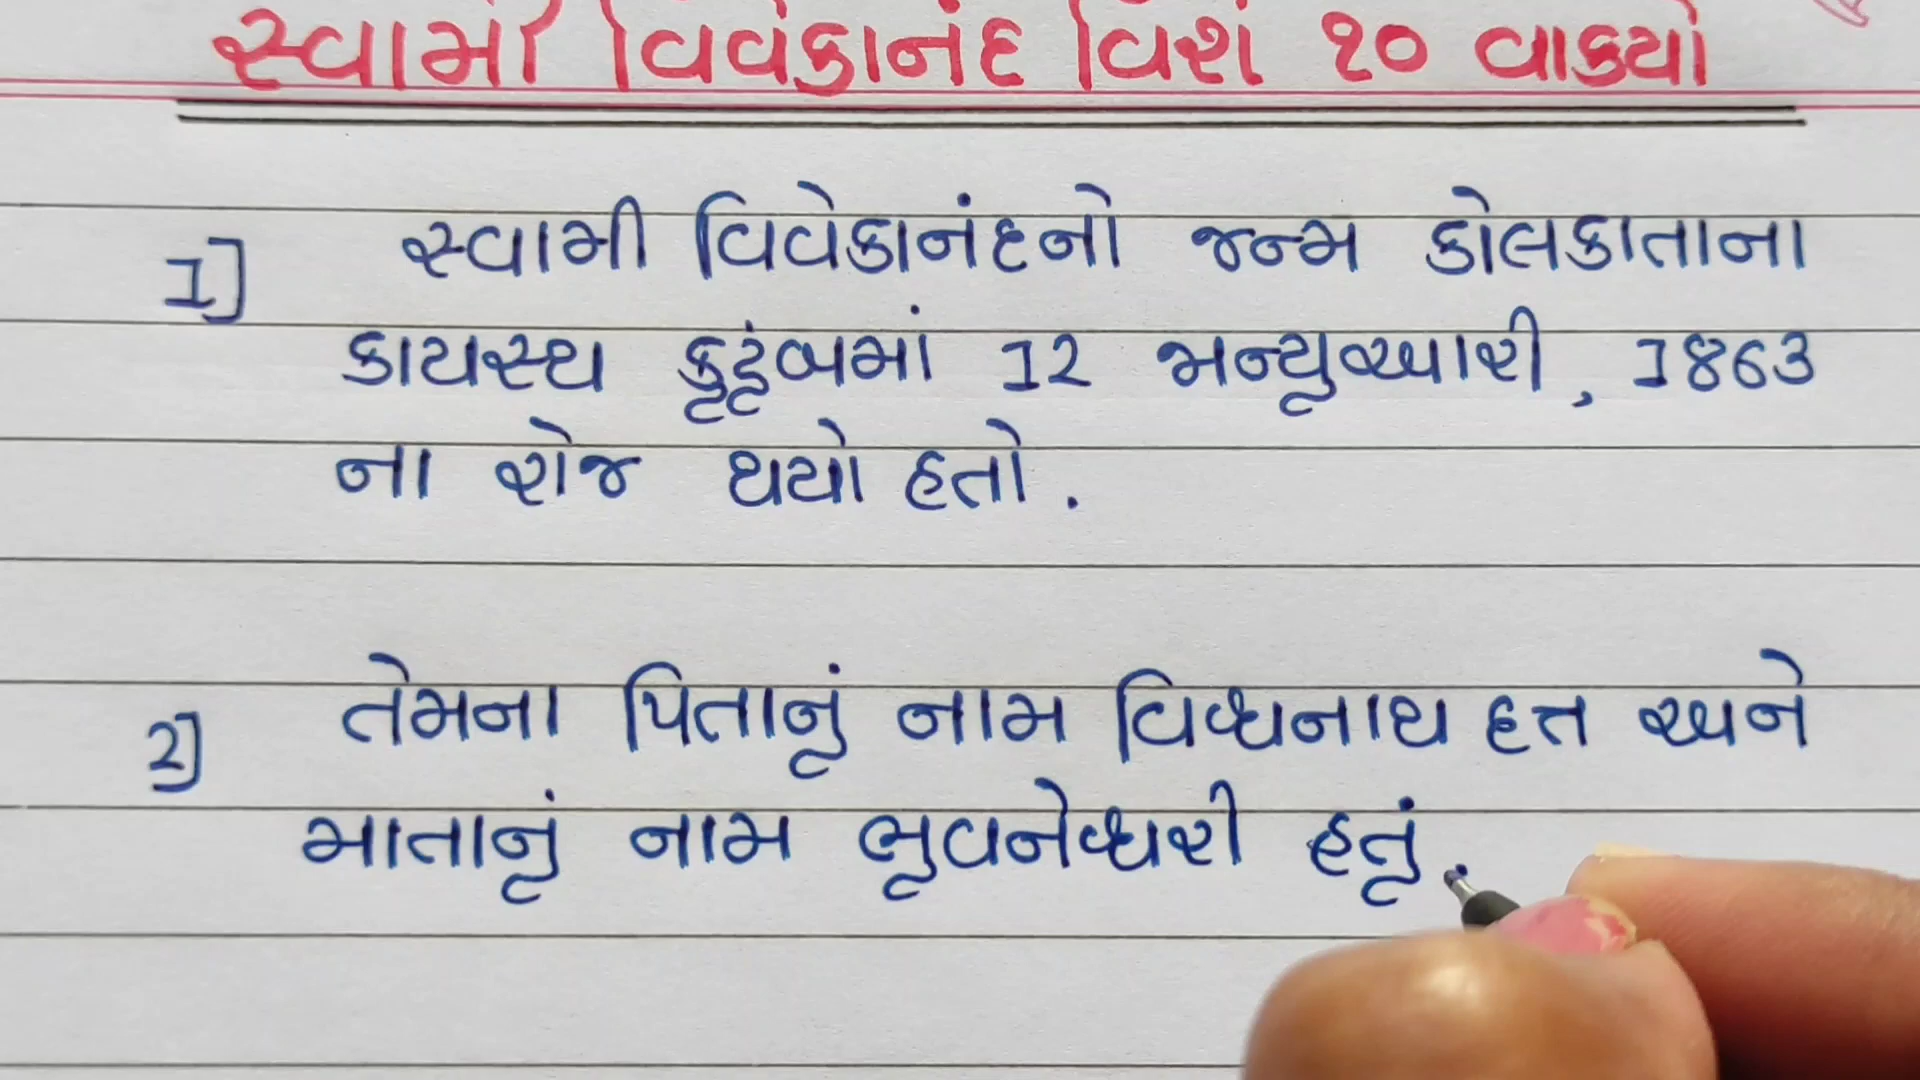 સ્વામી વિવેકાનંદ વિશે ૧૦ વાક્યો
1] સ્વામી વિવેકાનંદનો જન્મ કોલકાતાના
કાયસ્થ કુટુંબમાં 12 જાન્યુઆરી, 1863
ના રોજ થયો હતો.
2] તેમના પિતાનું નામ વિશ્વનાથ દત્ત અને
માતાનું નામ ભુવનેશ્વરી હતું.